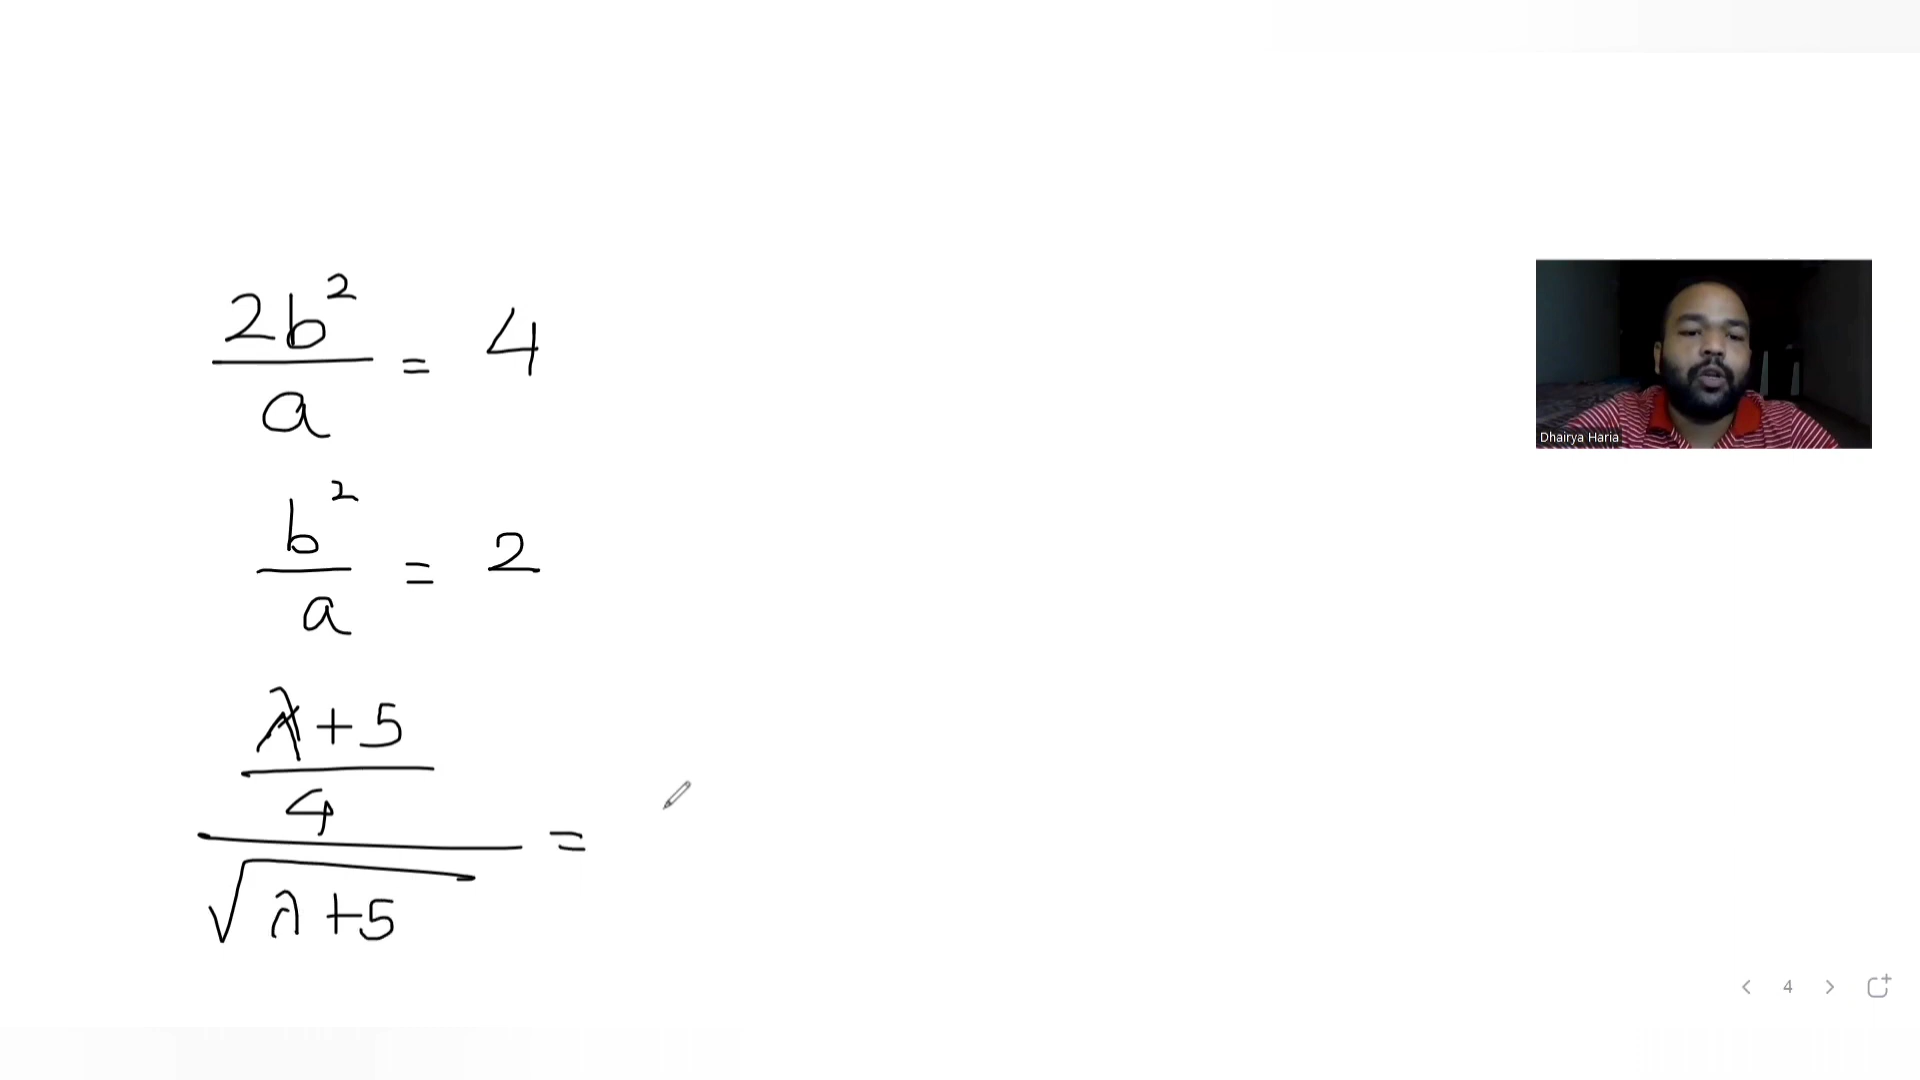 2b² / a = 4
b² / a = 2
λ+5 / 4 / √λ+5 =
Dhairya Haria
4